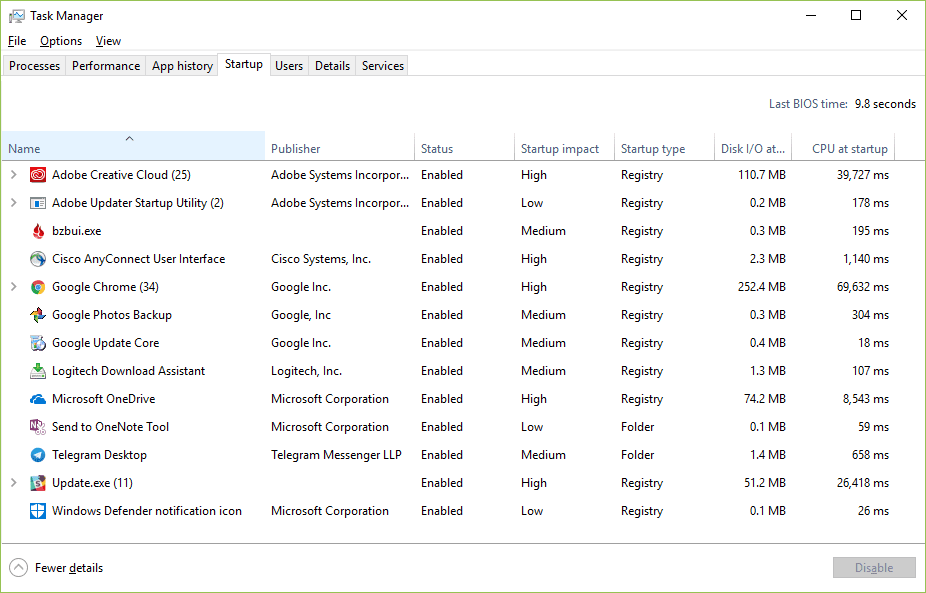 Task Manager
File Options View
Processes Performance App history Startup Users Details Services
Last BIOS time: 9.8 seconds
Name Publisher Status Startup impact Startup type Disk I/O at... CPU at startup
Adobe Creative Cloud (25) Adobe Systems Incorpor... Enabled High Registry 110.7 MB 39,727 ms
Adobe Updater Startup Utility (2) Adobe Systems Incorpor... Enabled Low Registry 0.2 MB 178 ms
bzbui.exe Enabled Medium Registry 0.3 MB 195 ms
Cisco AnyConnect User Interface Cisco Systems, Inc. Enabled High Registry 2.3 MB 1,140 ms
Google Chrome (34) Google Inc. Enabled High Registry 252.4 MB 69,632 ms
Google Photos Backup Google, Inc Enabled Medium Registry 0.3 MB 304 ms
Google Update Core Google Inc. Enabled Medium Registry 0.4 MB 18 ms
Logitech Download Assistant Logitech, Inc. Enabled Medium Registry 1.3 MB 107 ms
Microsoft OneDrive Microsoft Corporation Enabled High Registry 74.2 MB 8,543 ms
Send to OneNote Tool Microsoft Corporation Enabled Low Folder 0.1 MB 59 ms
Telegram Desktop Telegram Messenger LLP Enabled Medium Folder 1.4 MB 658 ms
Update.exe (11) Enabled High Registry 51.2 MB 26,418 ms
Windows Defender notification icon Microsoft Corporation Enabled Low Registry 0.1 MB 26 ms
Fewer details Disable